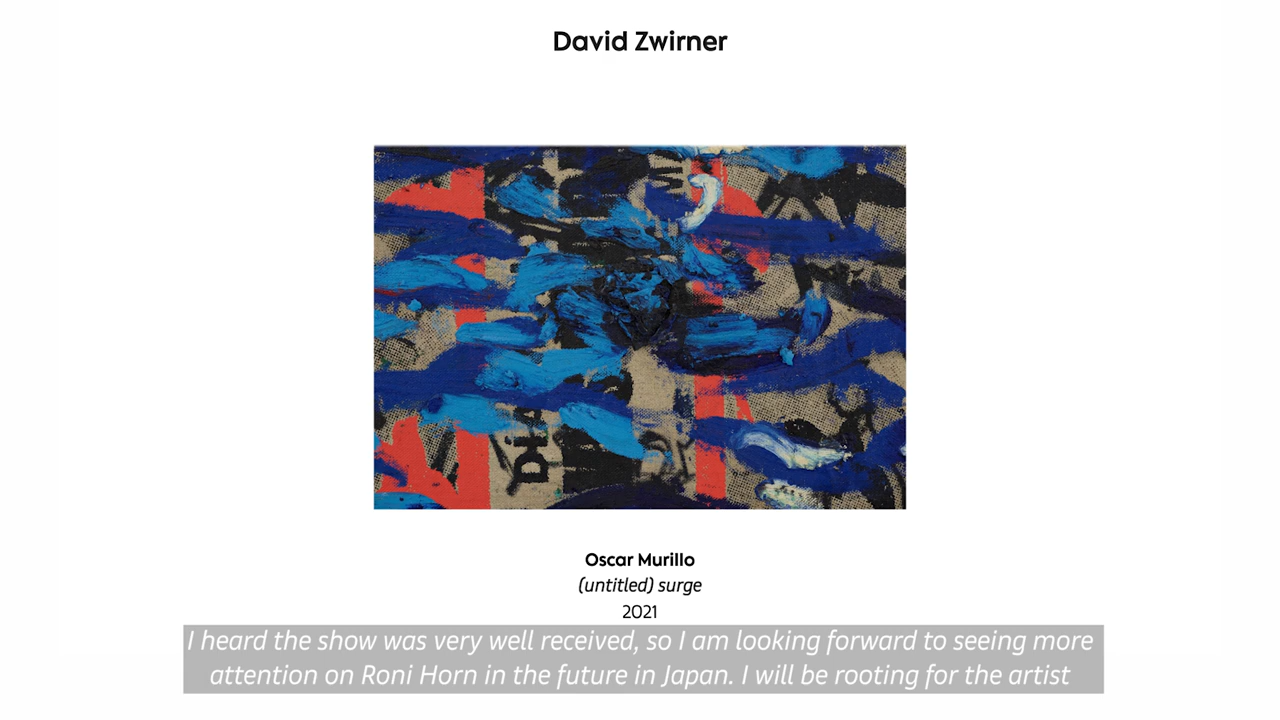 David Zwirner
DiA
Oscar Murillo
(untitled) surge
2021
I heard the show was very well received, so I am looking forward to seeing more
attention on Roni Horn in the future in Japan. I will be rooting for the artist